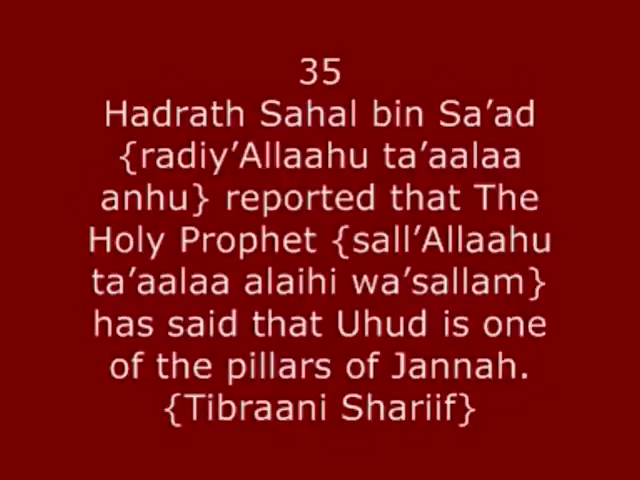 35
Hadrath Sahal bin Sa’ad
{radiy’Allaahu ta’aalaa
anhu} reported that The
Holy Prophet {sall’Allaahu
ta’aalaa alaihi wa’sallam}
has said that Uhud is one
of the pillars of Jannah.
{Tibraani Shariif}